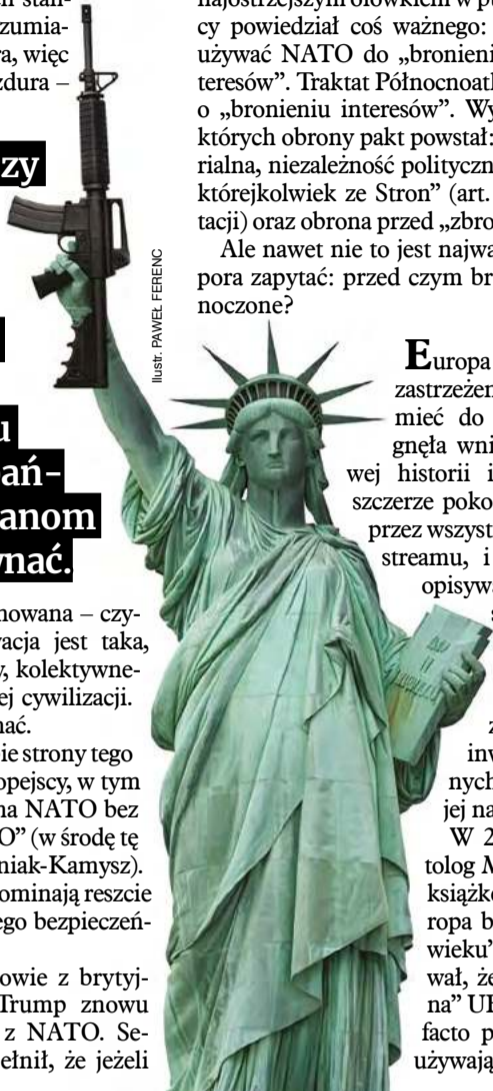 stan-
zumia-
ra, więc
zdura –
zy
u
ań-
anom
nać.
nowana – czy-
acja jest taka,
y, kolektywne-
ej cywilizacji.
nać.
ie strony tego
opejscy, w tym
na NATO bez
O” (w środę tę
niak-Kamysz).
ominają reszcie
ego bezpieczeń-
owie z brytyj-
Trump znowu
z NATO. Se-
ełnił, że jeżeli
Ilustr. PAWEŁ FERENC
najostrzejszym ołówkiem w p
cy powiedział coś ważnego:
używać NATO do „bronieni
teresów”. Traktat Północnoatl
o „bronieniu interesów”. Wy
których obrony pakt powstał:
rialna, niezależność polityczn
którejkolwiek ze Stron” (art.
tacji) oraz obrona przed „zbro
Ale nawet nie to jest najwa
pora zapytać: przed czym br
noczone?
Europa
zastrzeżen
mieć do
gnęła wni
wej historii i
szczerze poko
przez wszyst
streamu, i
opisywa
s
z
inw
nych
jej na
W 2
tolog M
książk
ropa b
wieku”
wał, że
na” UE
facto p
używają